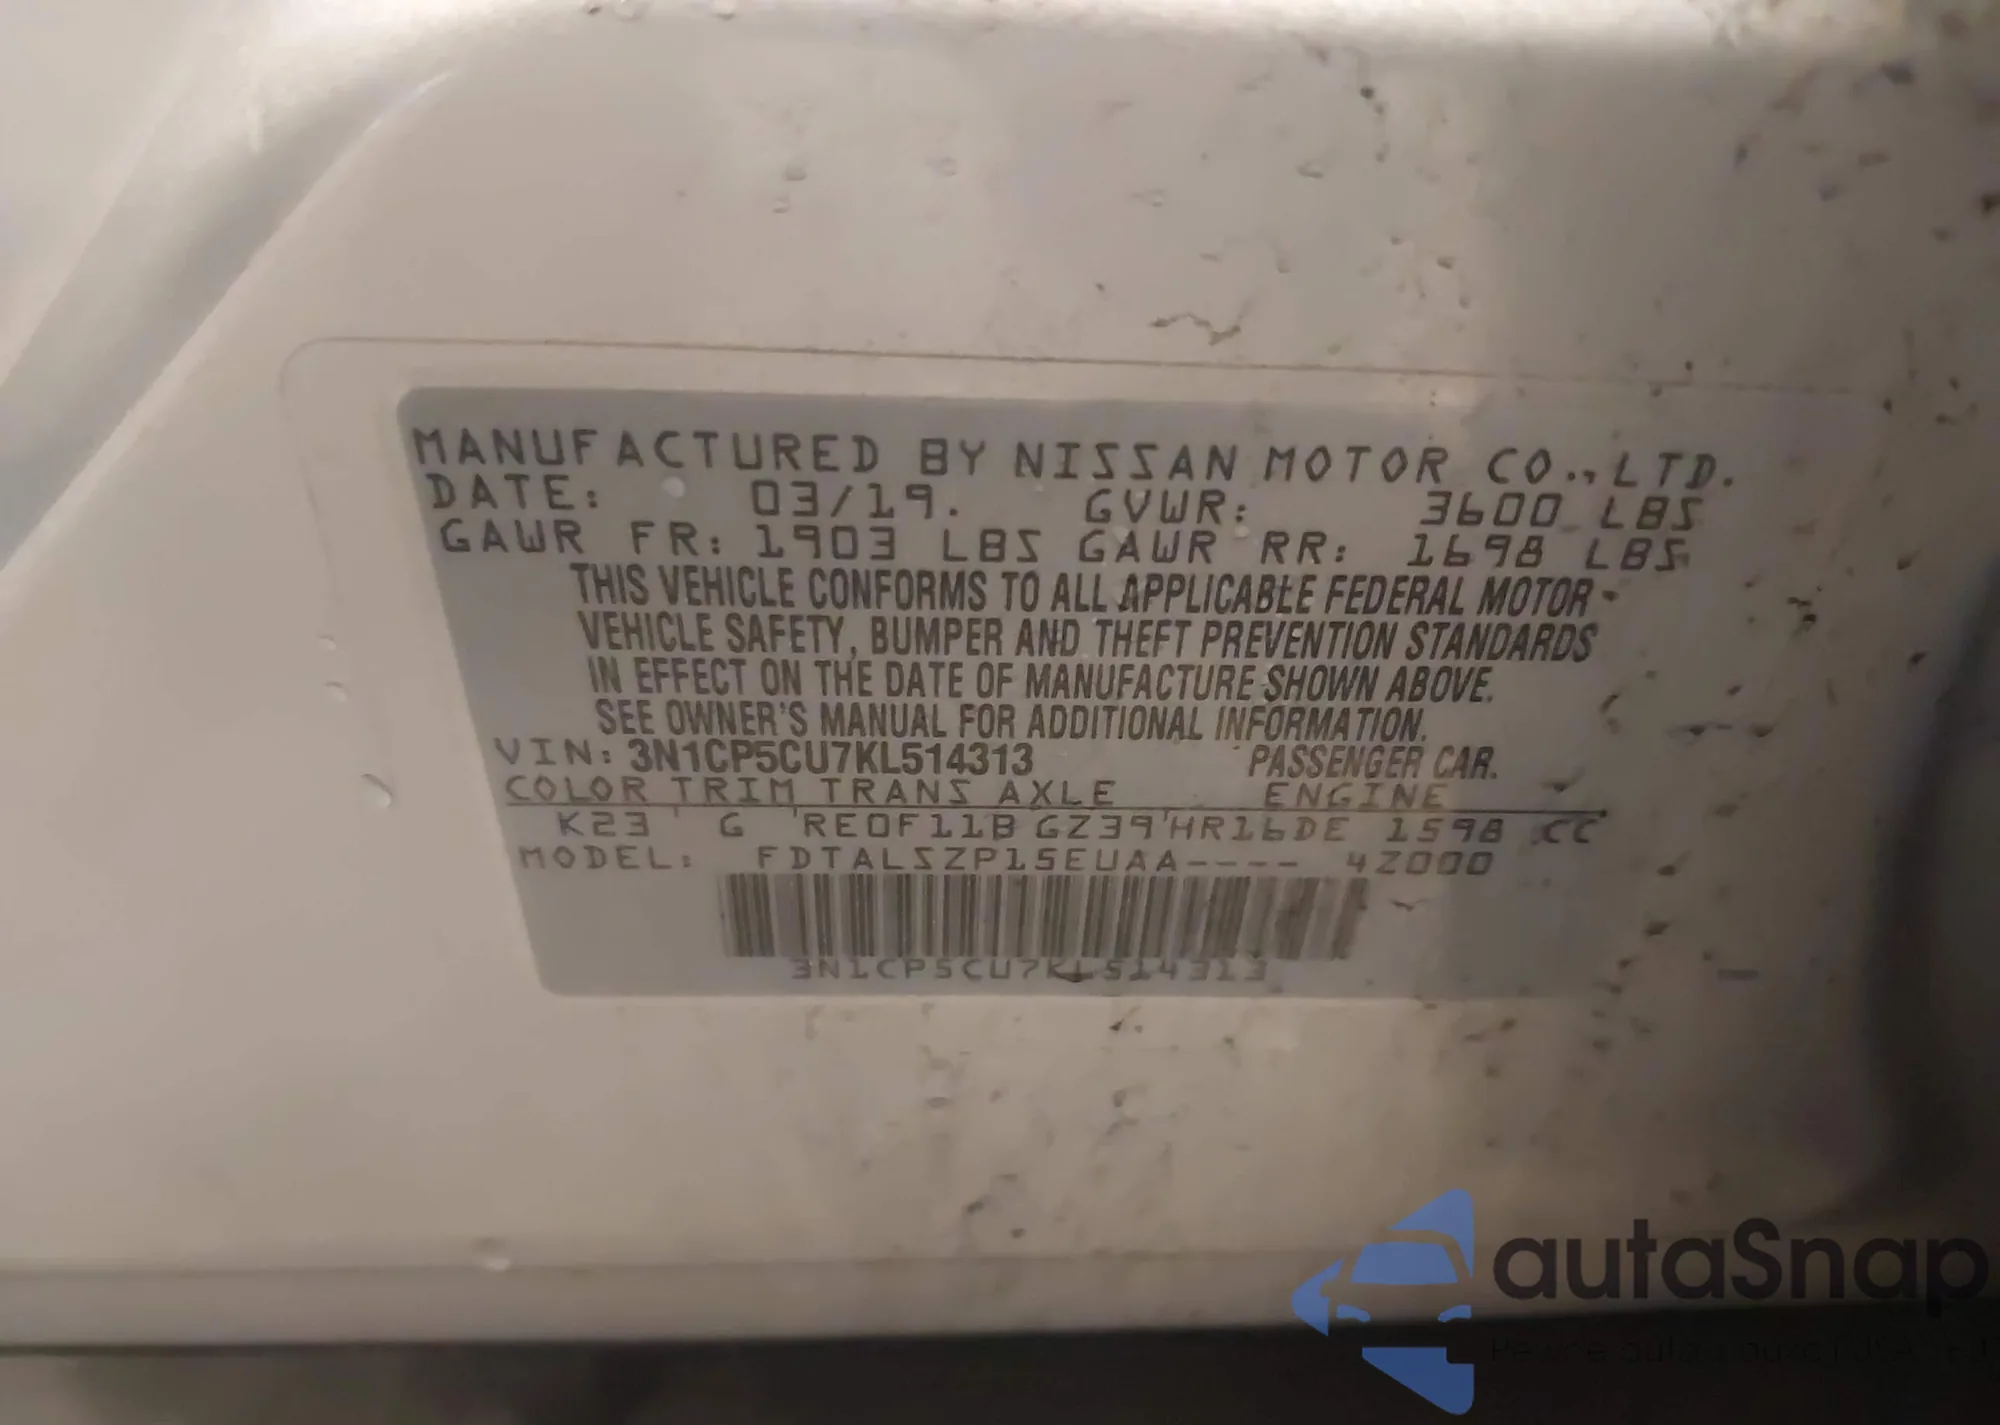 MANUFACTURED BY NISSAN MOTOR CO.,LTD.
DATE: 03/19. GVWR: 3600 LBS
GAWR FR: 1903 LBS GAWR RR: 1698 LBS
THIS VEHICLE CONFORMS TO ALL APPLICABLE FEDERAL MOTOR
VEHICLE SAFETY, BUMPER AND THEFT PREVENTION STANDARDS
IN EFFECT ON THE DATE OF MANUFACTURE SHOWN ABOVE.
SEE OWNER'S MANUAL FOR ADDITIONAL INFORMATION.
VIN: 3N1CP5CU7KL514313 PASSENGER CAR.
COLOR TRIM TRANS AXLE ENGINE
K23 G RE0F11B GZ39 HR16DE 1598 CC
MODEL: FDTALSZP15EUAA---- 4Z000
3N1CP5CU7KL514313
autaSnap